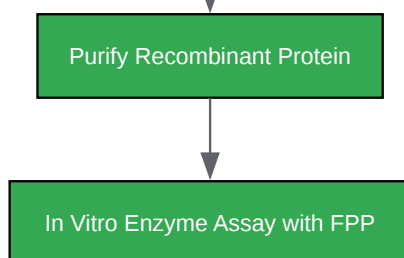 Purify Recombinant Protein
In Vitro Enzyme Assay with FPP